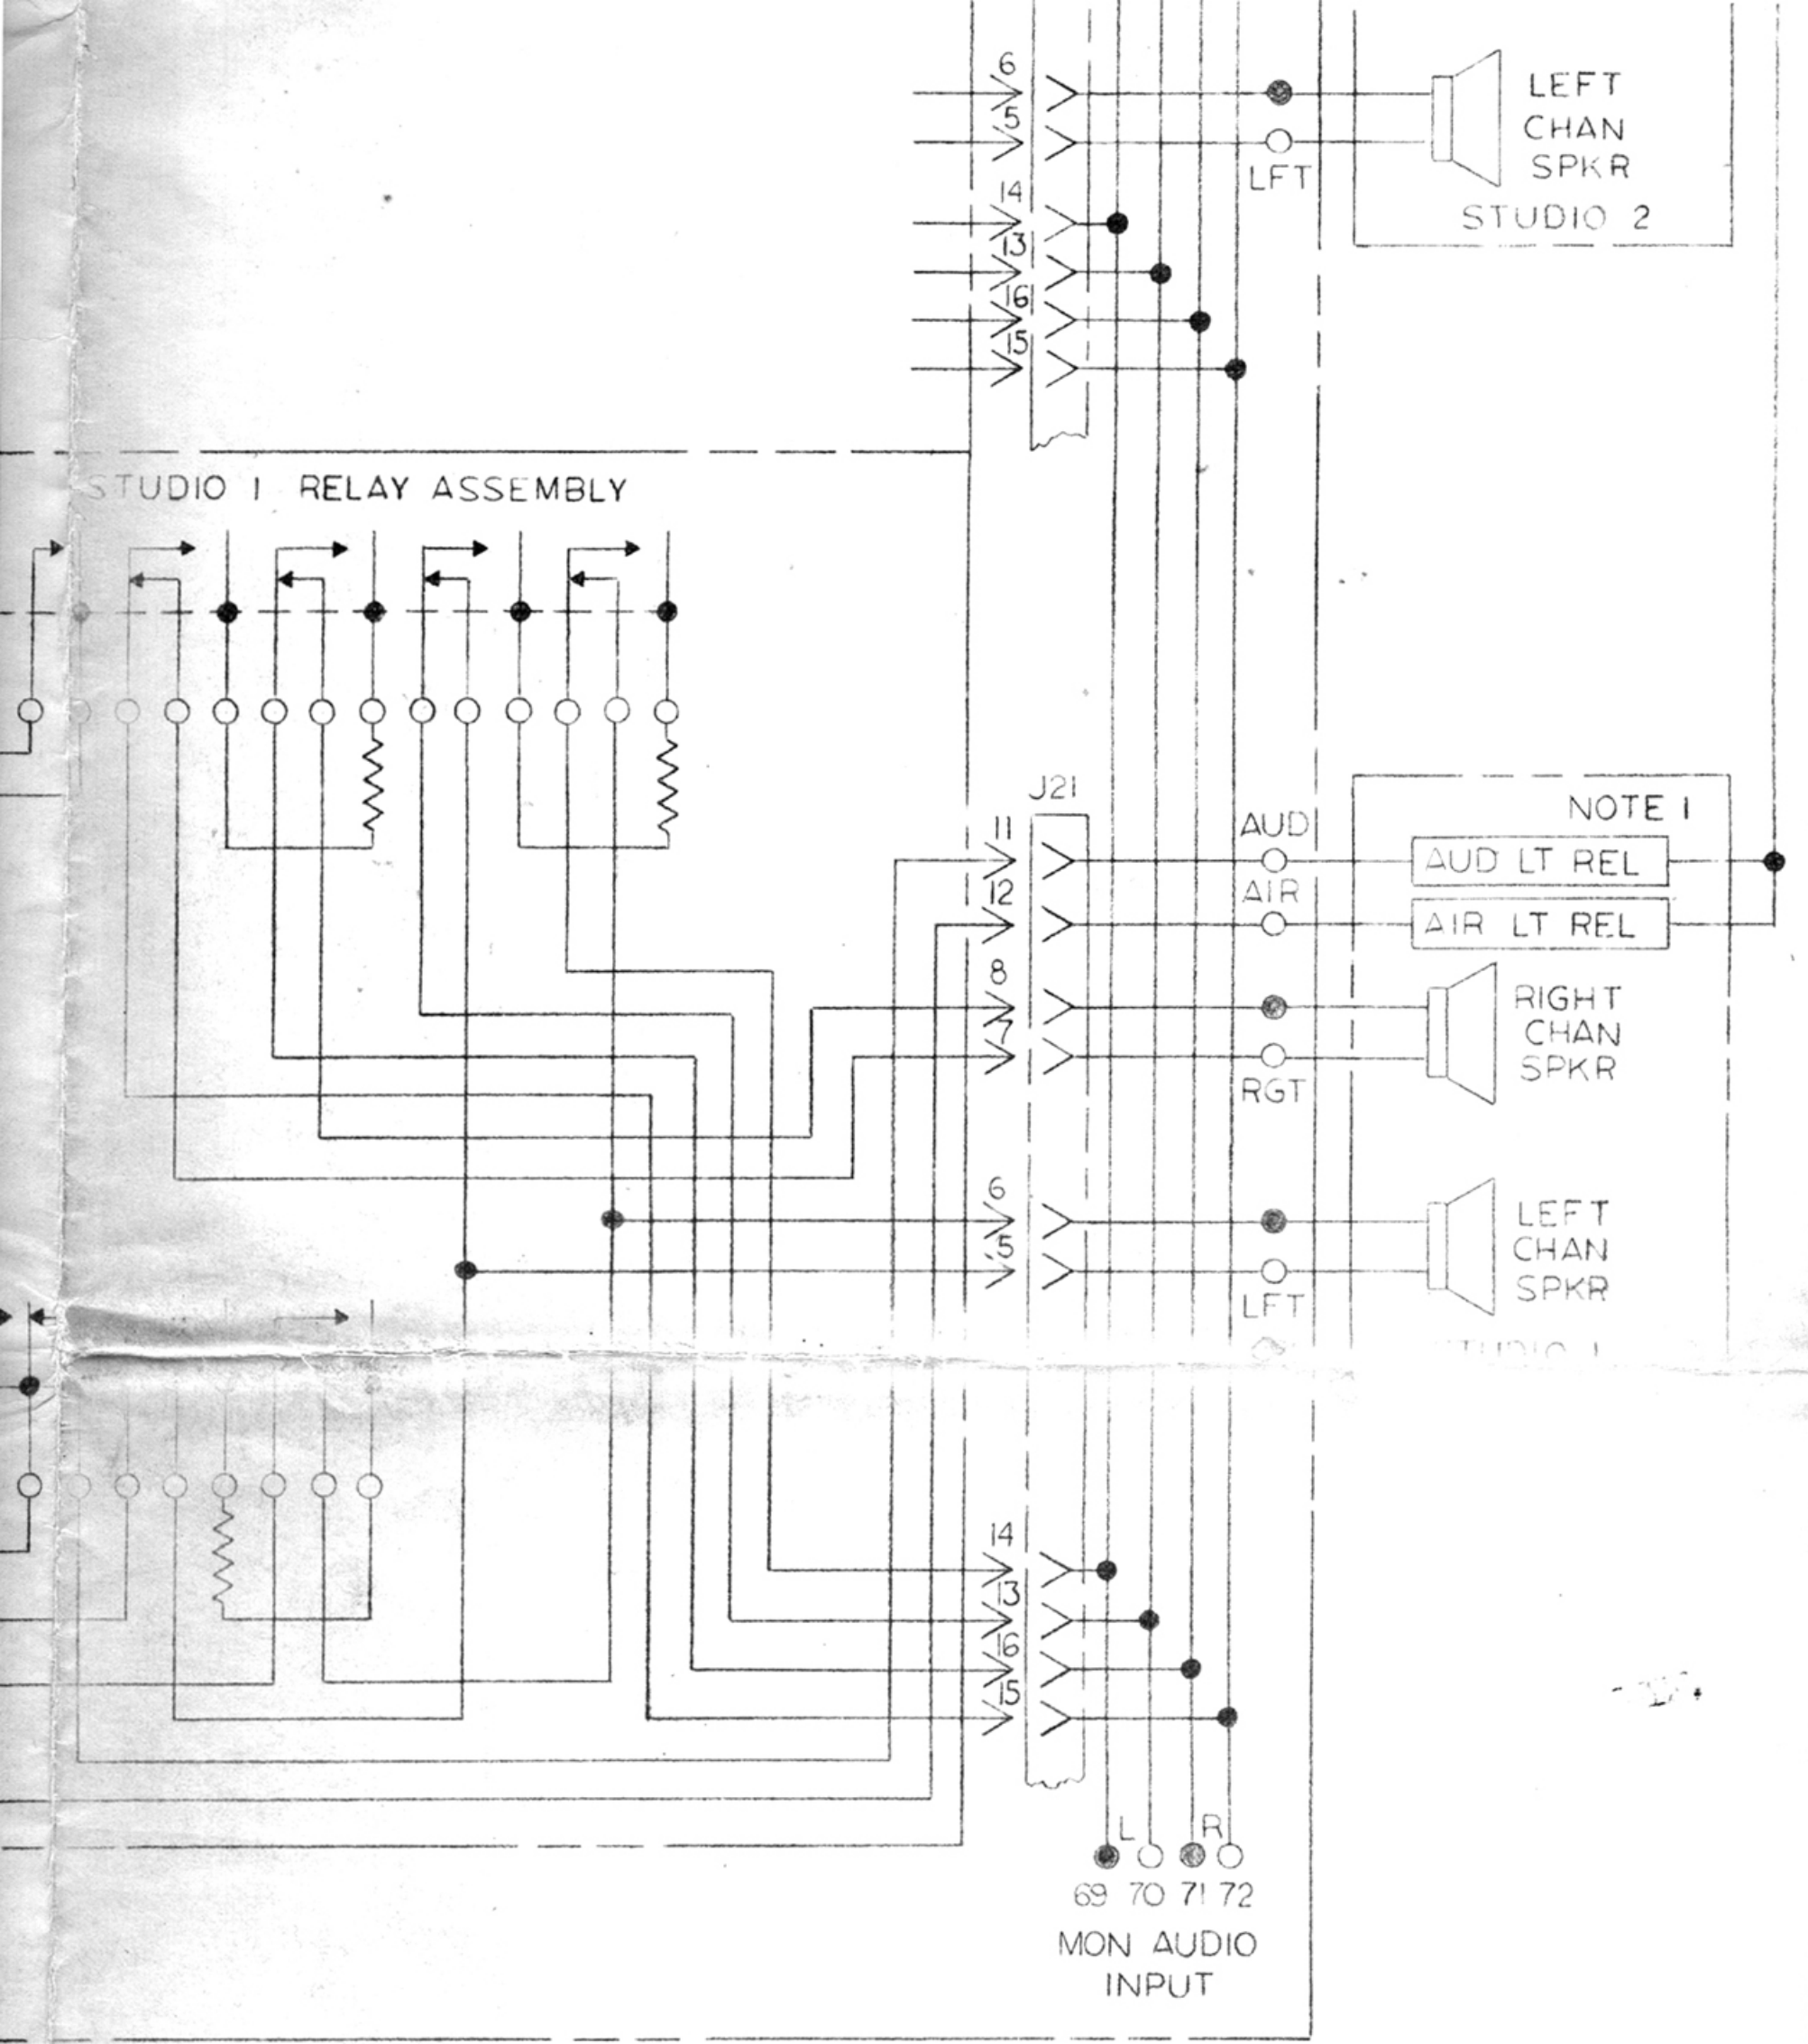 6
5
LEFT
CHAN
SPKR
LFT
STUDIO 2
14
13
16
15
STUDIO 1 RELAY ASSEMBLY
J21
NOTE 1
11
AUD
AUD LT REL
12
AIR
AIR LT REL
8
7
RIGHT
CHAN
SPKR
RGT
6
5
LEFT
CHAN
SPKR
LFT
14
13
16
15
L R
69 70 71 72
MON AUDIO
INPUT